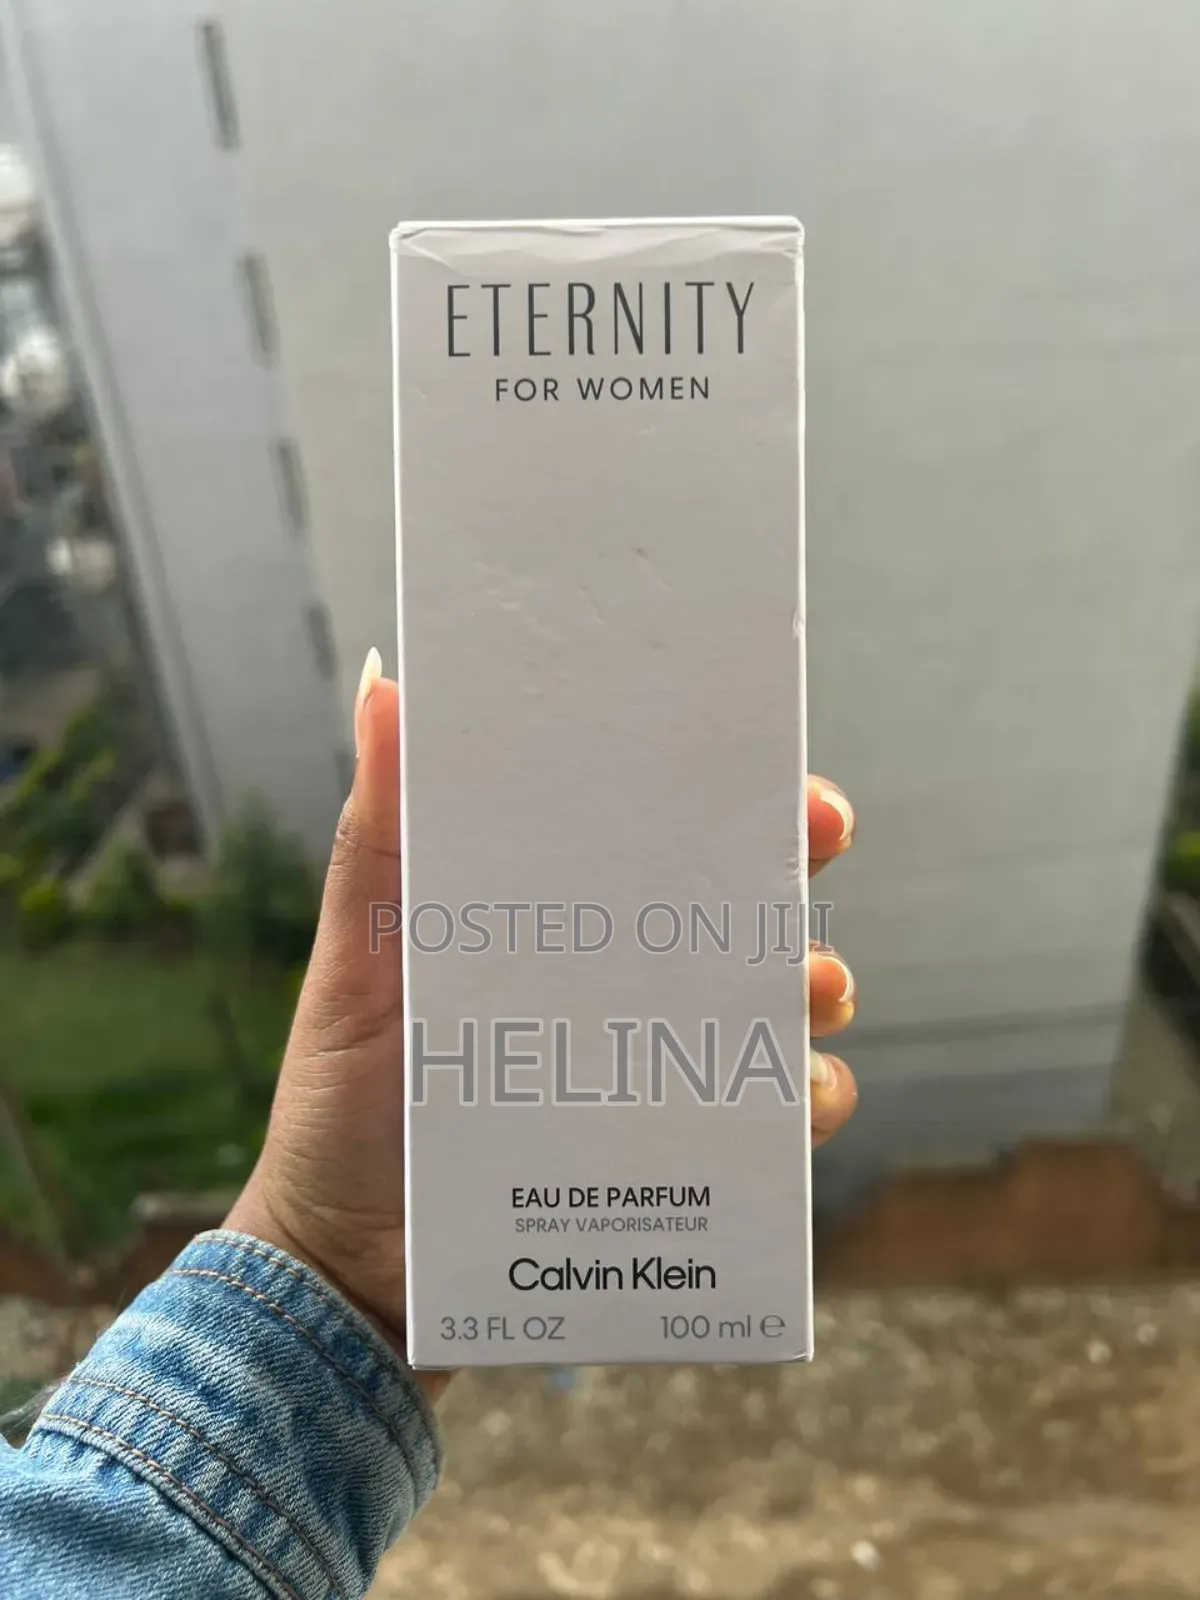 ETERNITY
FOR WOMEN
POSTED ON JIJI
HELINA
EAU DE PARFUM
SPRAY VAPORISATEUR
Calvin Klein
3.3 FL OZ 100 ml ℮